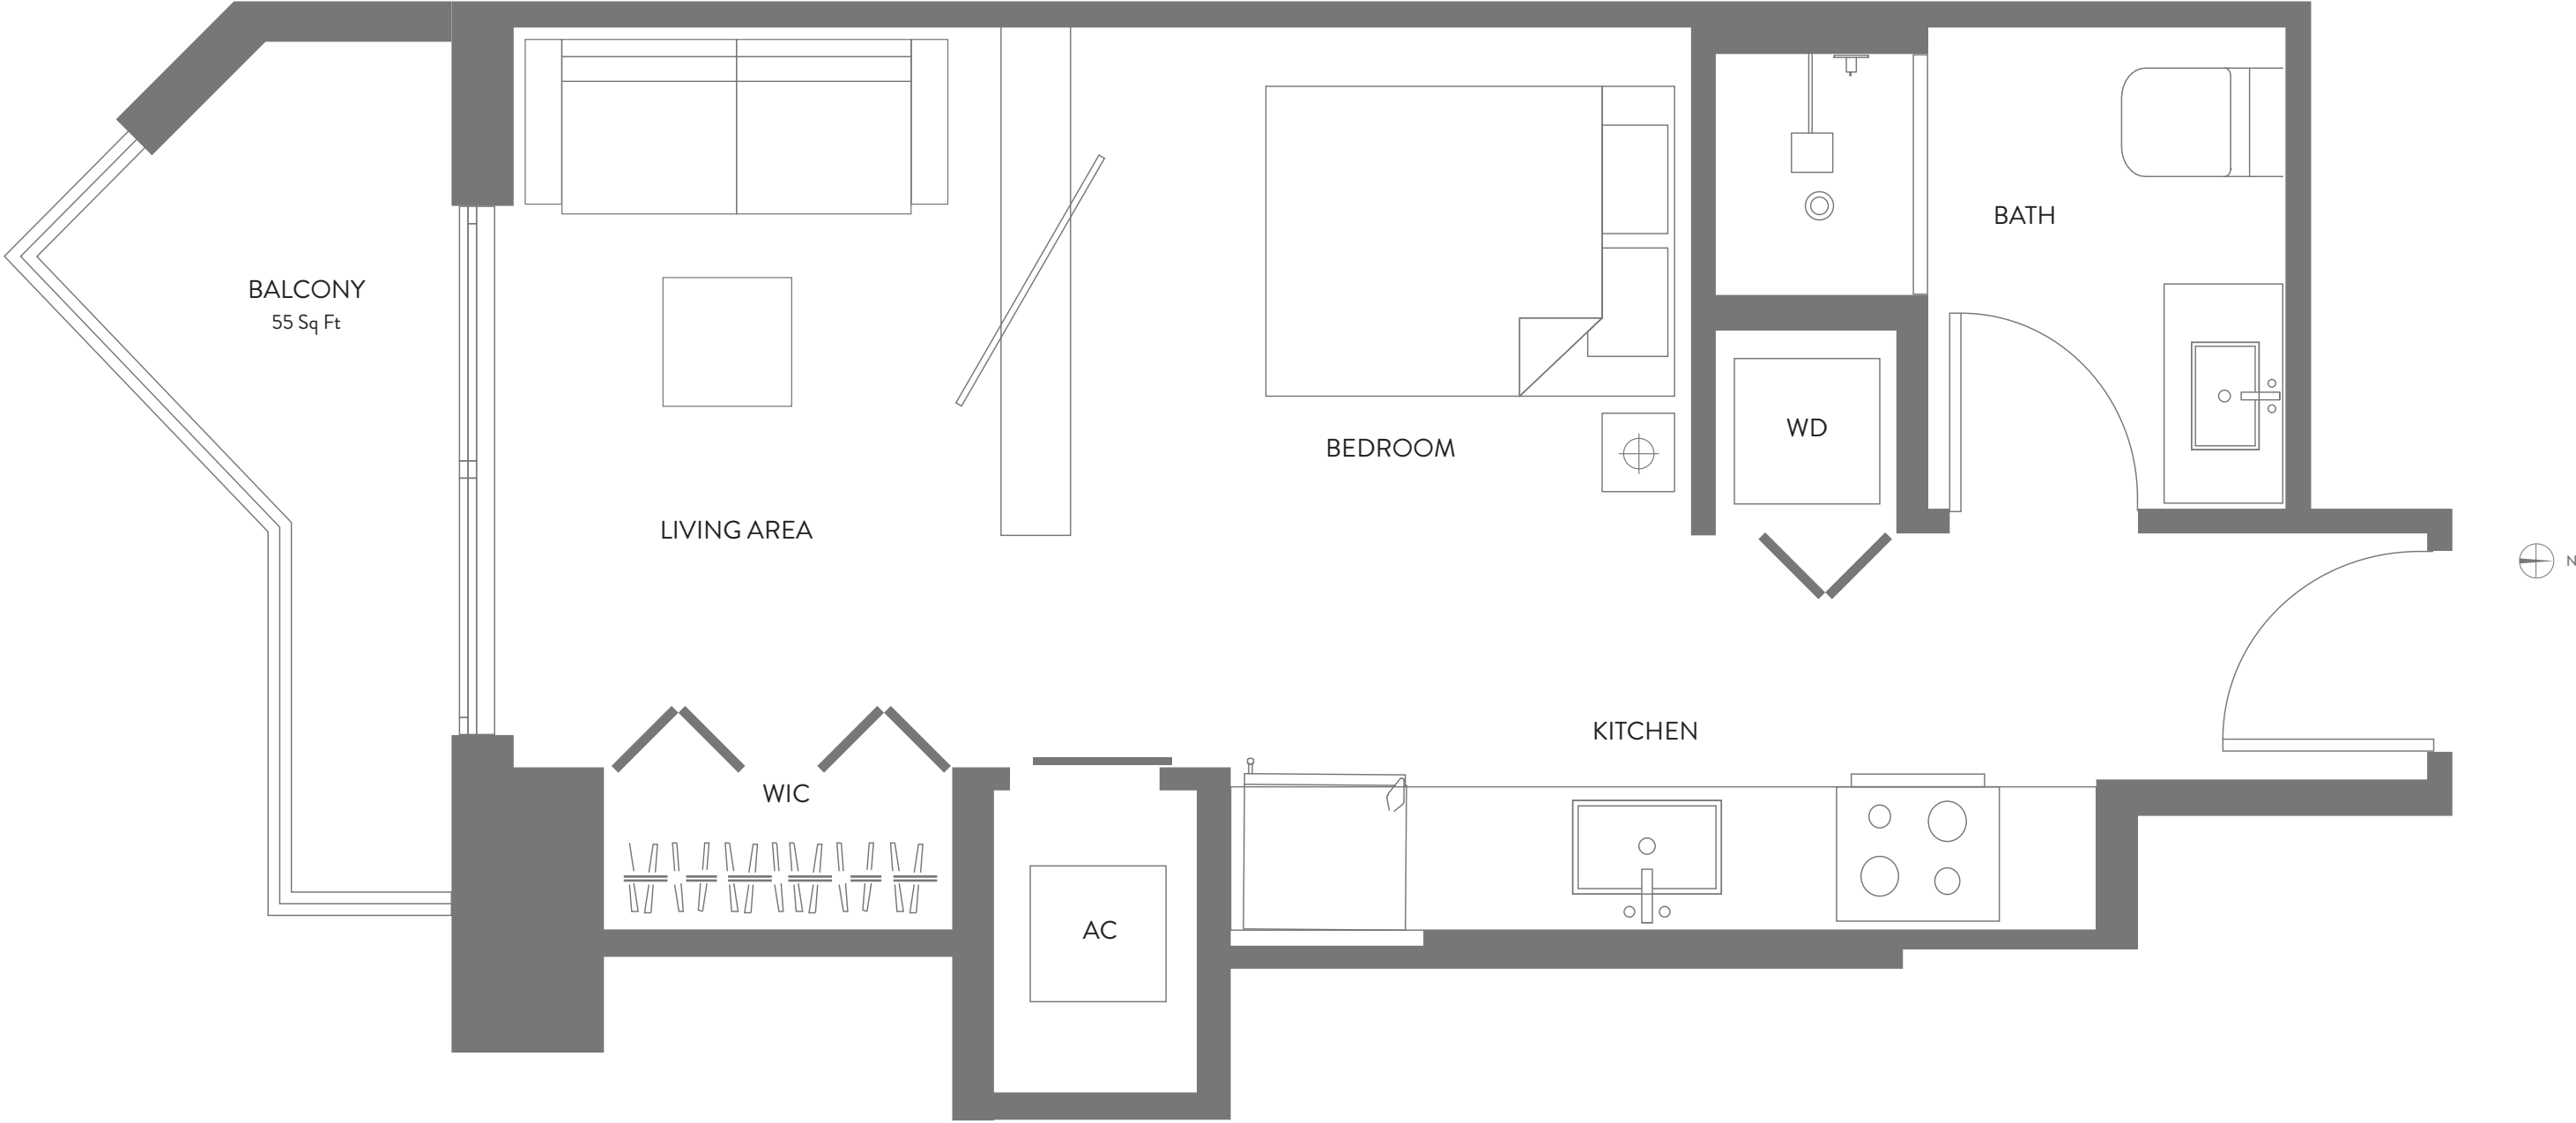 BATH
BALCONY
55 Sq Ft
WD
BEDROOM
LIVING AREA
N
KITCHEN
WIC
AC